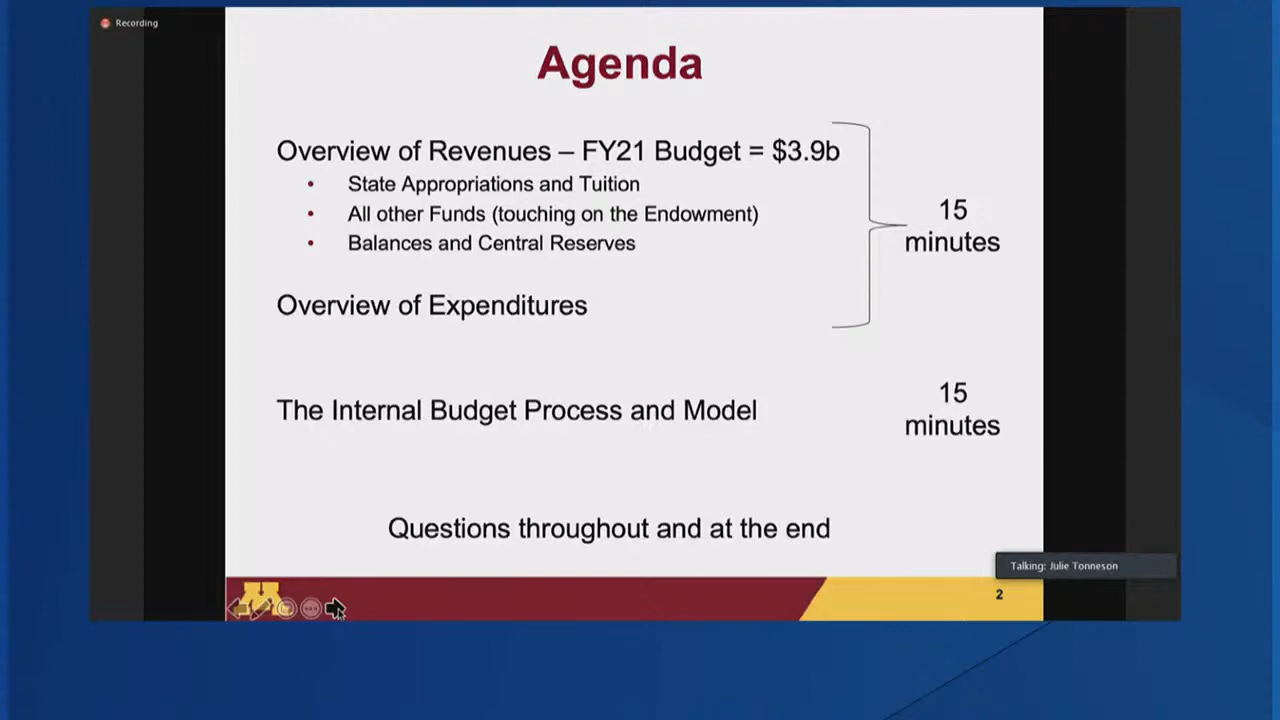 Recording
Agenda
Overview of Revenues – FY21 Budget = $3.9b
• State Appropriations and Tuition
• All other Funds (touching on the Endowment)
• Balances and Central Reserves
15
minutes
Overview of Expenditures
The Internal Budget Process and Model
15
minutes
Questions throughout and at the end
Talking: Julie Tonneson
M
2